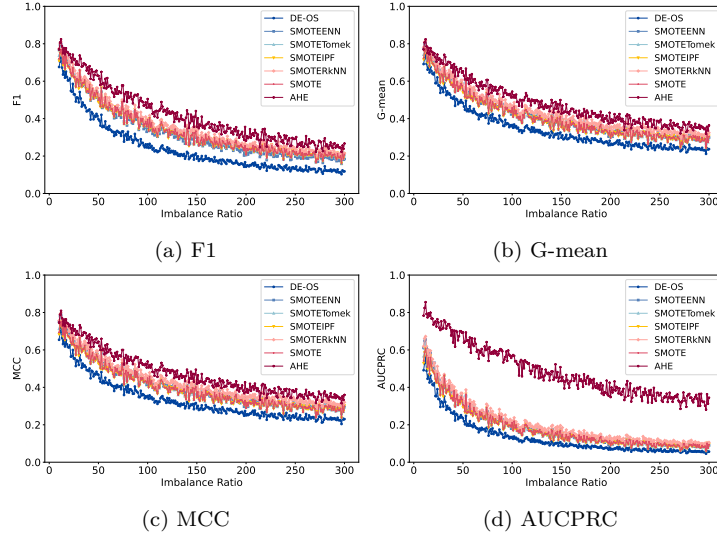 1.0
0.8
0.6
0.4
0.2
0.0
F1
0 50 100 150 200 250 300
Imbalance Ratio
DE-OS
SMOTEENN
SMOTETomek
SMOTEIPF
SMOTERkNN
SMOTE
AHE
(a) F1
1.0
0.8
0.6
0.4
0.2
0.0
G-mean
0 50 100 150 200 250 300
Imbalance Ratio
DE-OS
SMOTEENN
SMOTETomek
SMOTEIPF
SMOTERkNN
SMOTE
AHE
(b) G-mean
1.0
0.8
0.6
0.4
0.2
0.0
MCC
0 50 100 150 200 250 300
Imbalance Ratio
DE-OS
SMOTEENN
SMOTETomek
SMOTEIPF
SMOTERkNN
SMOTE
AHE
(c) MCC
1.0
0.8
0.6
0.4
0.2
0.0
AUCPRC
0 50 100 150 200 250 300
Imbalance Ratio
DE-OS
SMOTEENN
SMOTETomek
SMOTEIPF
SMOTERkNN
SMOTE
AHE
(d) AUCPRC